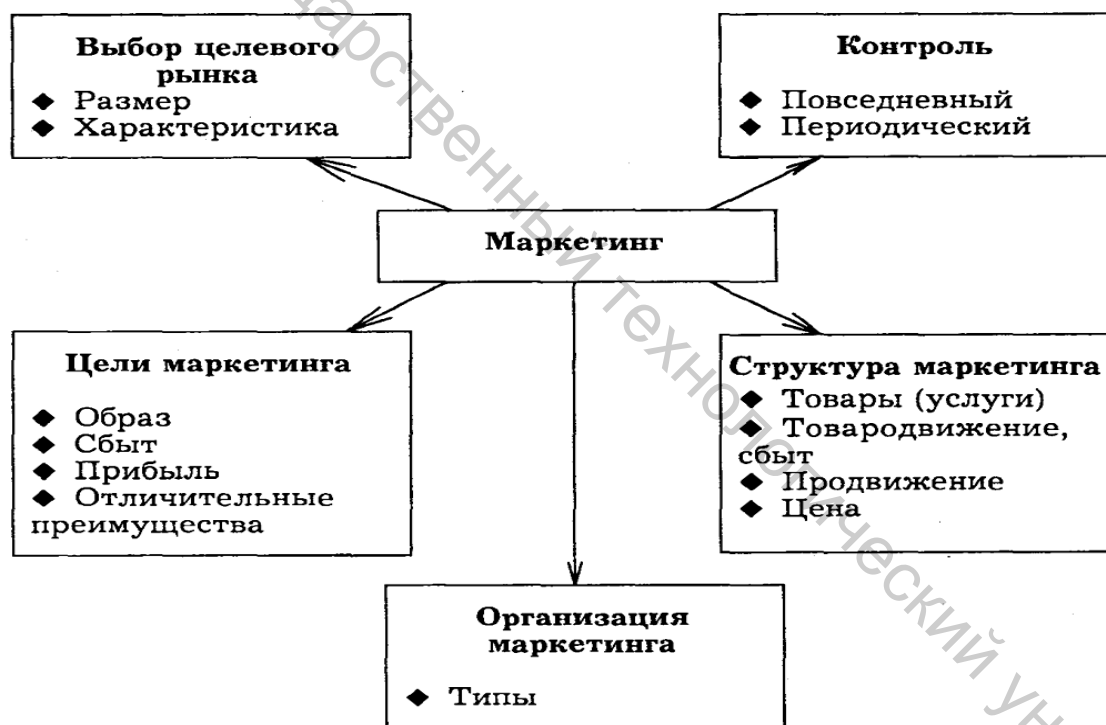 Выбор целевого
рынка
◆ Размер
◆ Характеристика
Контроль
◆ Повседневный
◆ Периодический
Маркетинг
Цели маркетинга
◆ Образ
◆ Сбыт
◆ Прибыль
◆ Отличительные
преимущества
Структура маркетинга
◆ Товары (услуги)
◆ Товародвижение,
сбыт
◆ Продвижение
◆ Цена
Организация
маркетинга
◆ Типы
технологический